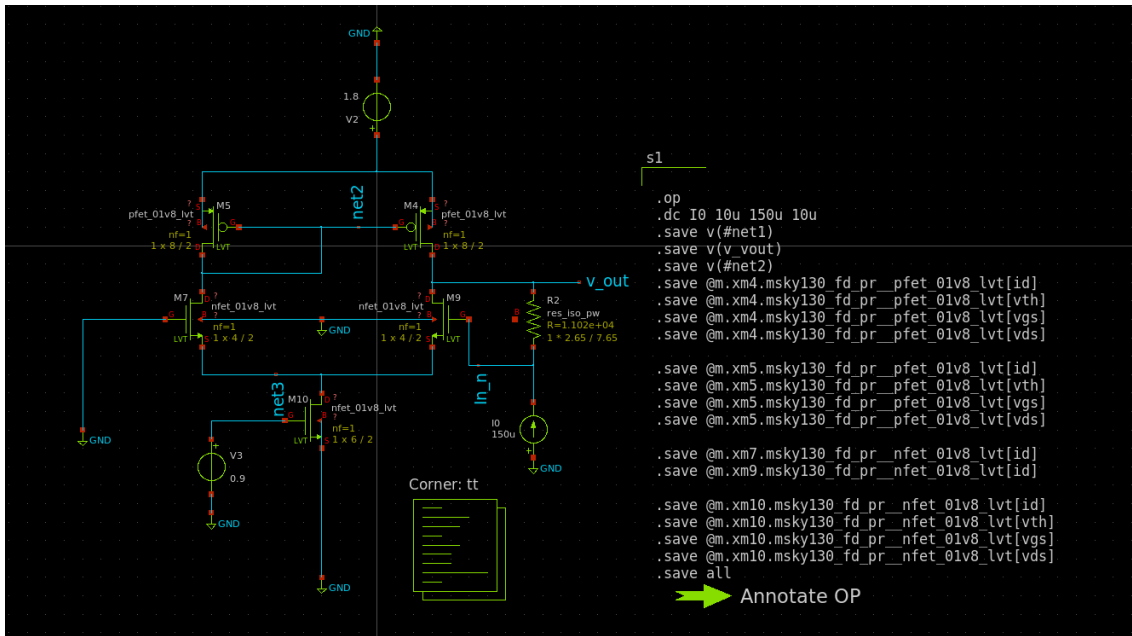 GND
1.8
V2
s1
.op
.dc I0 10u 150u 10u
.save v(#net1)
.save v(v_vout)
.save v(#net2)
.save @m.xm4.msky130_fd_pr__pfet_01v8_lvt[id]
.save @m.xm4.msky130_fd_pr__pfet_01v8_lvt[vth]
.save @m.xm4.msky130_fd_pr__pfet_01v8_lvt[vgs]
.save @m.xm4.msky130_fd_pr__pfet_01v8_lvt[vds]
.save @m.xm5.msky130_fd_pr__pfet_01v8_lvt[id]
.save @m.xm5.msky130_fd_pr__pfet_01v8_lvt[vth]
.save @m.xm5.msky130_fd_pr__pfet_01v8_lvt[vgs]
.save @m.xm5.msky130_fd_pr__pfet_01v8_lvt[vds]
.save @m.xm7.msky130_fd_pr__nfet_01v8_lvt[id]
.save @m.xm9.msky130_fd_pr__nfet_01v8_lvt[id]
.save @m.xm10.msky130_fd_pr__nfet_01v8_lvt[id]
.save @m.xm10.msky130_fd_pr__nfet_01v8_lvt[vth]
.save @m.xm10.msky130_fd_pr__nfet_01v8_lvt[vgs]
.save @m.xm10.msky130_fd_pr__nfet_01v8_lvt[vds]
.save all
Annotate OP
S ? M5
pfet_01v8_lvt
B ? G
nf=1
1 x 8 / 2
D LVT
net2
M4 S ?
pfet_01v8_lvt
G B ?
nf=1
1 x 8 / 2
LVT D
v_out
M7 D ?
nfet_01v8_lvt
G B ?
nf=1
1 x 4 / 2
LVT S
GND
D ? M9
nfet_01v8_lvt
B ? G
nf=1
1 x 4 / 2
S LVT
R2
res_iso_pw
B
R=1.102e+04
1 * 2.65 / 7.65
net3
In_n
M10 D ?
nfet_01v8_lvt
G B ?
nf=1
1 x 6 / 2
LVT S
I0
150u
GND
GND
V3
0.9
GND
Corner: tt
GND